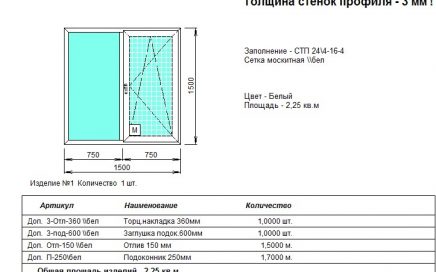 Толщина стенок профиля - 3 мм !
Заполнение - СТП 24\4-16-4
Сетка москитная \\бел
Цвет - Белый
Площадь - 2,25 кв.м
М
1500
750
750
1500
Изделие №1 Количество 1 шт.
Артикул Наименование Количество
Доп. 3-Отл-360 \\бел Торц.накладка 360мм 1,0000 шт.
Доп. 3-под-600 \\бел Заглушка подок.600мм 1,0000 шт.
Доп. Отл-150 \\бел Отлив 150 мм 1,5000 м.
Доп. П-250\бел Подоконник 250мм 1,7000 м.
Общая площадь изделий 2,25 кв.м